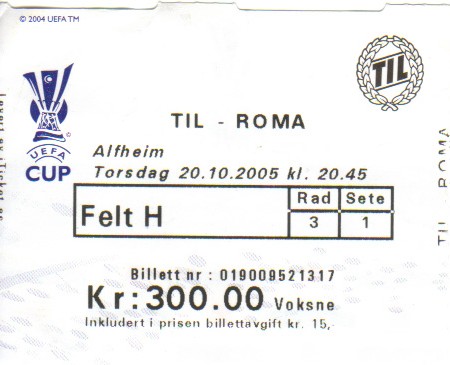 © 2004 UEFA TM
TIL
TIL - ROMA
UEFA
CUP
Alfheim
Torsdag 20.10.2005 kl. 20.45
Felt H
Rad Sete
3 1
Billett nr : 019009521317
Kr:300.00 Voksne
Inkludert i prisen billettavgift kr. 15,-
TIL - ROMA